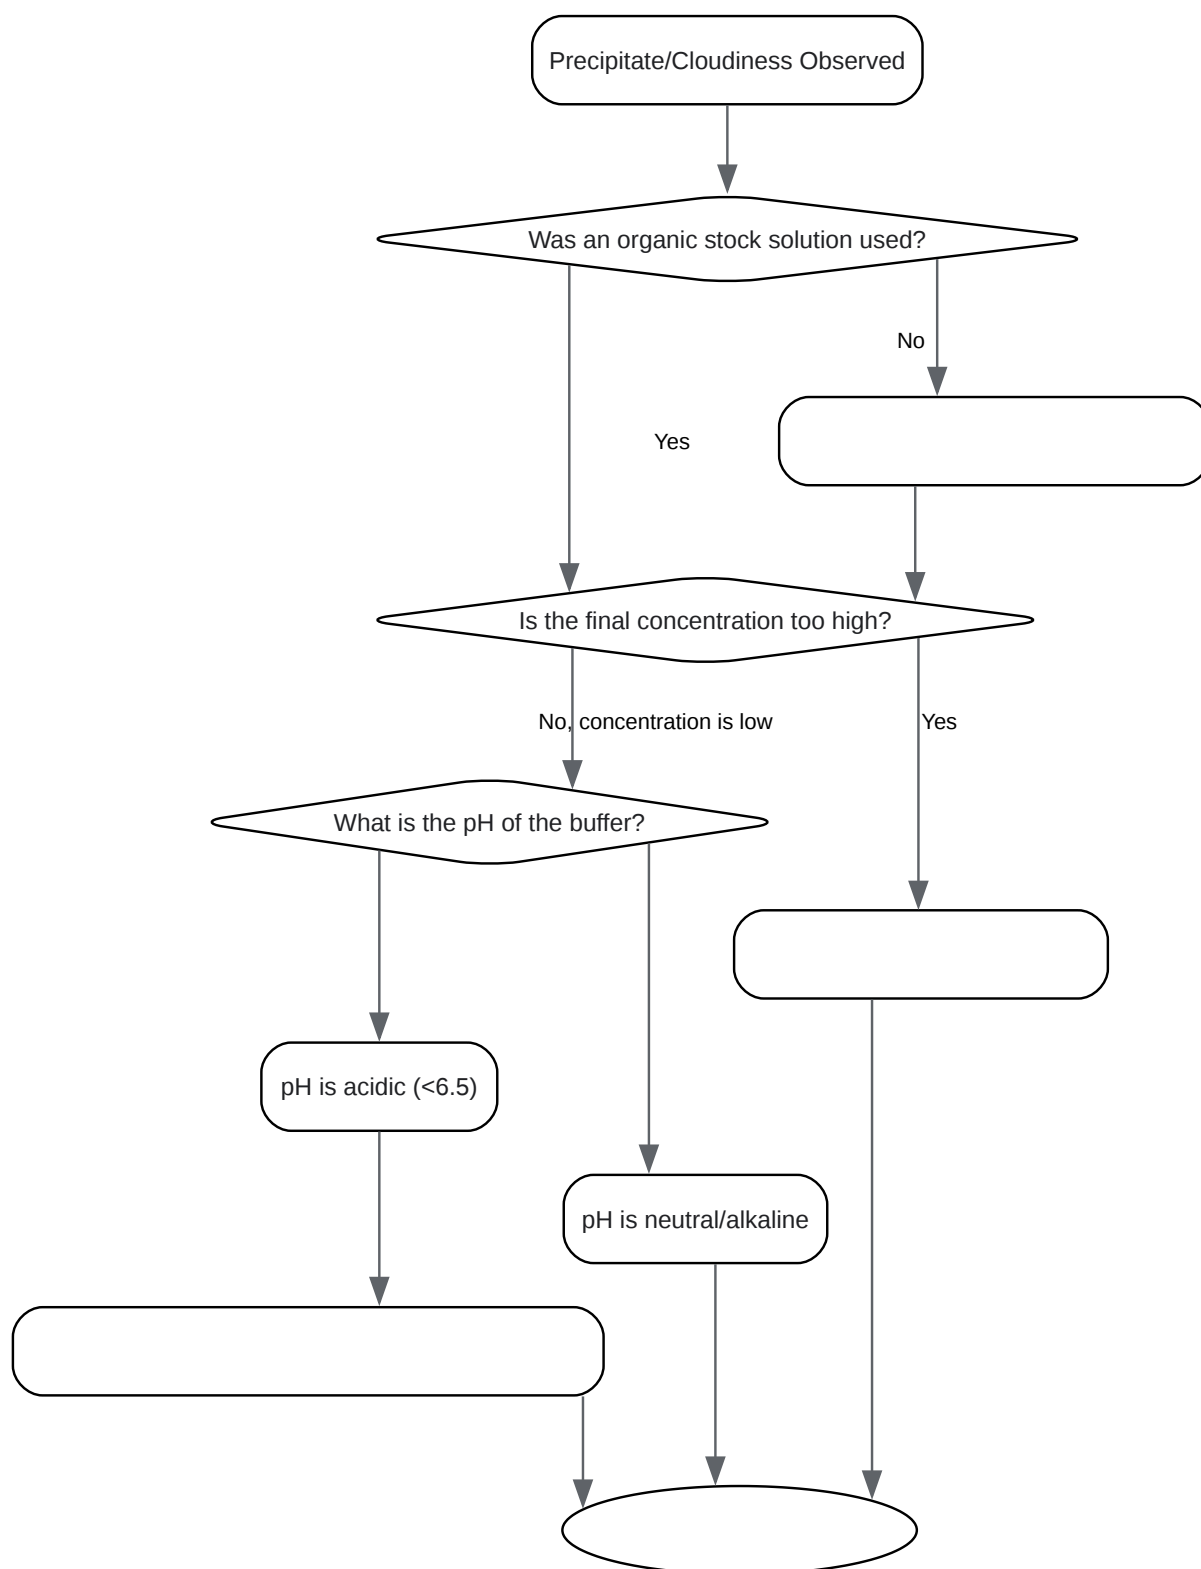 Precipitate/Cloudiness Observed
Was an organic stock solution used?
No
Yes
Is the final concentration too high?
No, concentration is low
Yes
What is the pH of the buffer?
pH is acidic (<6.5)
pH is neutral/alkaline